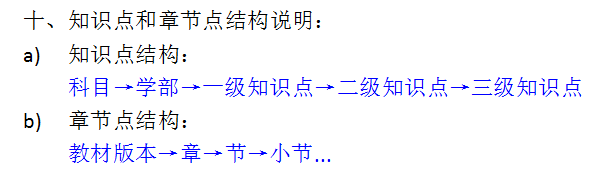 十、知识点和章节点结构说明：
a) 知识点结构：
科目→学部→一级知识点→二级知识点→三级知识点
b) 章节点结构：
教材版本→章→节→小节...